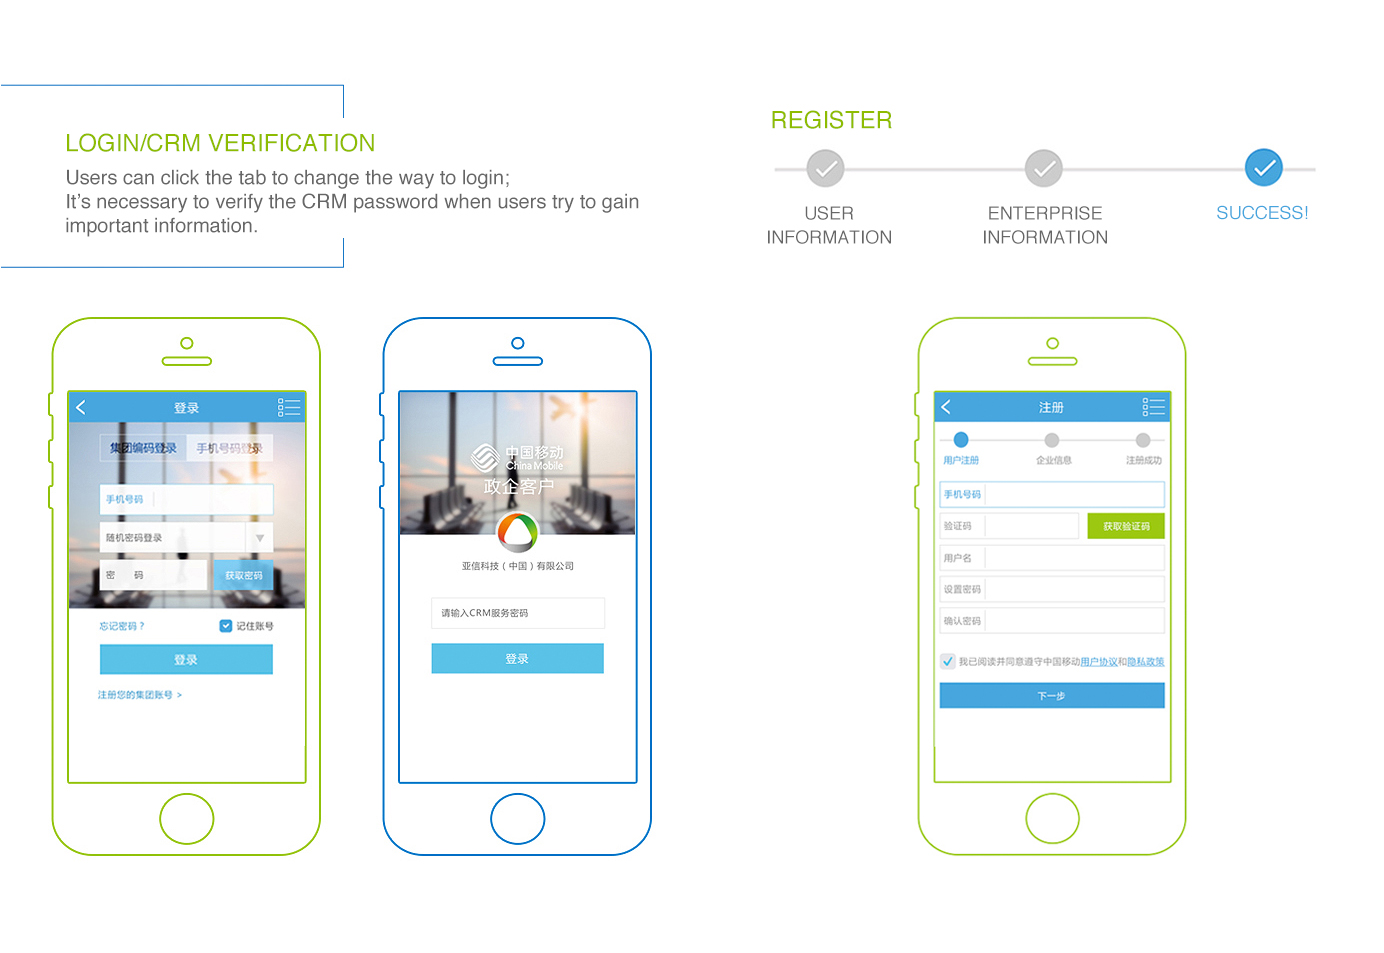 LOGIN/CRM VERIFICATION
Users can click the tab to change the way to login;
It's necessary to verify the CRM password when users try to gain
important information.
REGISTER
USER
INFORMATION
ENTERPRISE
INFORMATION
SUCCESS!
登录
集团编码登录
手机号码登录
手机号码
随机密码登录
密 码
获取密码
忘记密码？
记住账号
登录
注册您的集团账号 >
中国移动
China Mobile
政企客户
亚信科技（中国）有限公司
请输入CRM服务密码
登录
注册
用户注册
企业信息
注册成功
手机号码
验证码
获取验证码
用户名
设置密码
确认密码
我已阅读并同意遵守中国移动用户协议和隐私政策
下一步